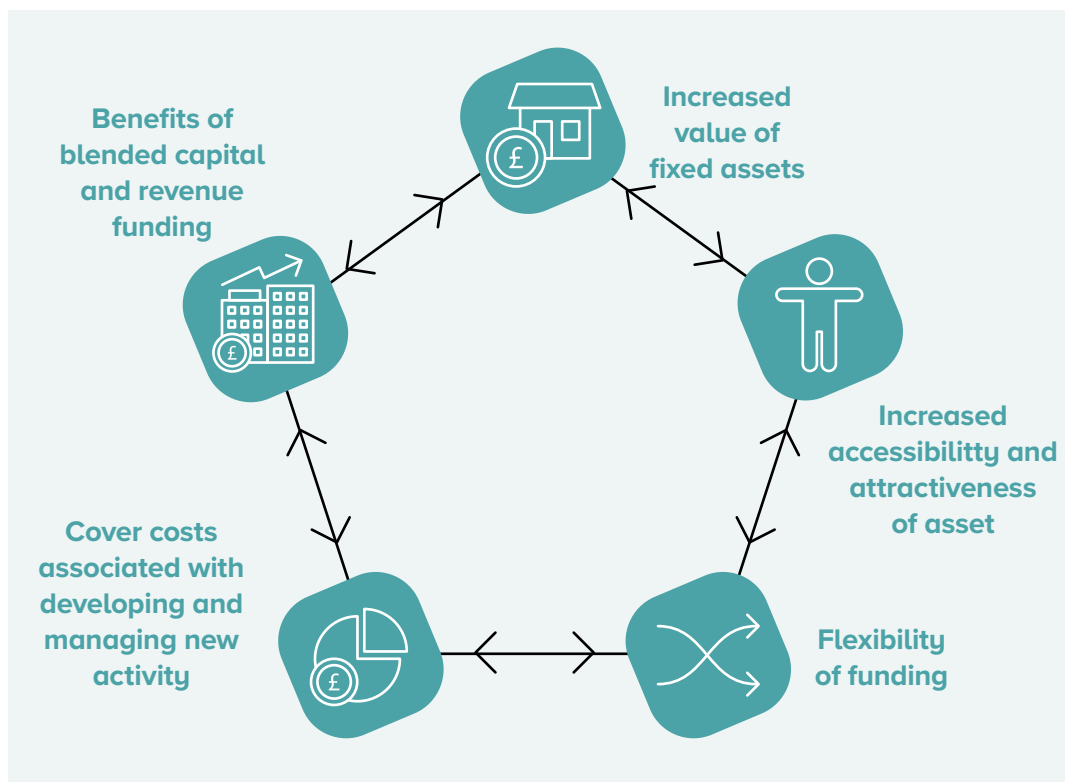 Increased
value of
fixed assets
Benefits of
blended capital
and revenue
funding
£
£
Increased
accessibilitty and
attractiveness
of asset
Cover costs
associated with
developing and
managing new
activity
£
Flexibility
of funding